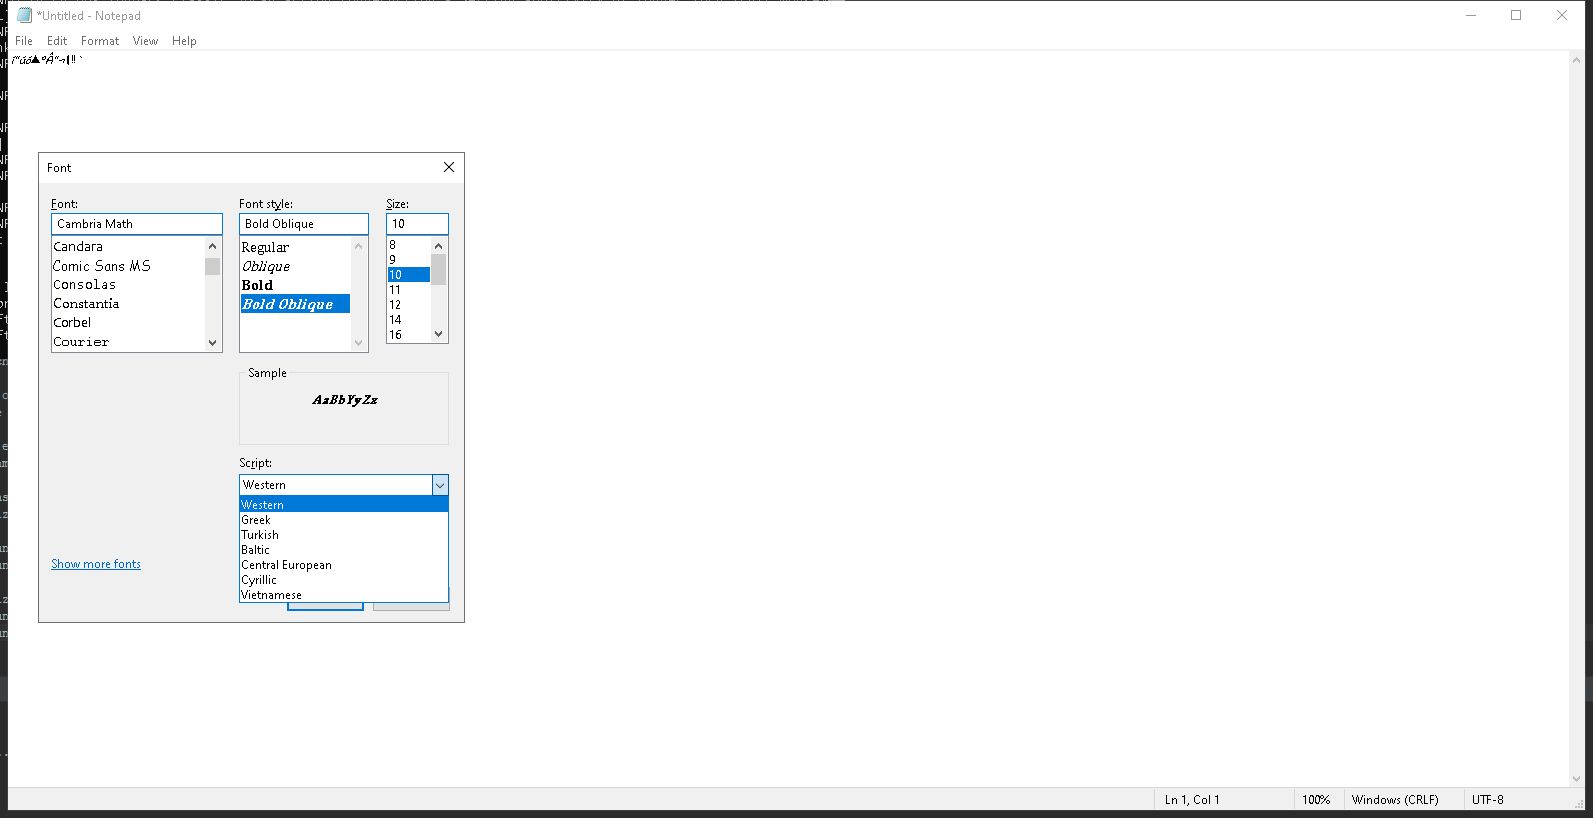 *Untitled - Notepad
File Edit Format View Help
Font
Font: Font style: Size:
Cambria Math Bold Oblique 10
Candara
Comic Sans MS
Consolas
Constantia
Corbel
Courier
Regular
Oblique
Bold
Bold Oblique
8
9
10
11
12
14
16
Sample
AaBbYyZz
Script:
Western
Western
Greek
Turkish
Baltic
Central European
Cyrillic
Vietnamese
Show more fonts
Ln 1, Col 1 100% Windows (CRLF) UTF-8